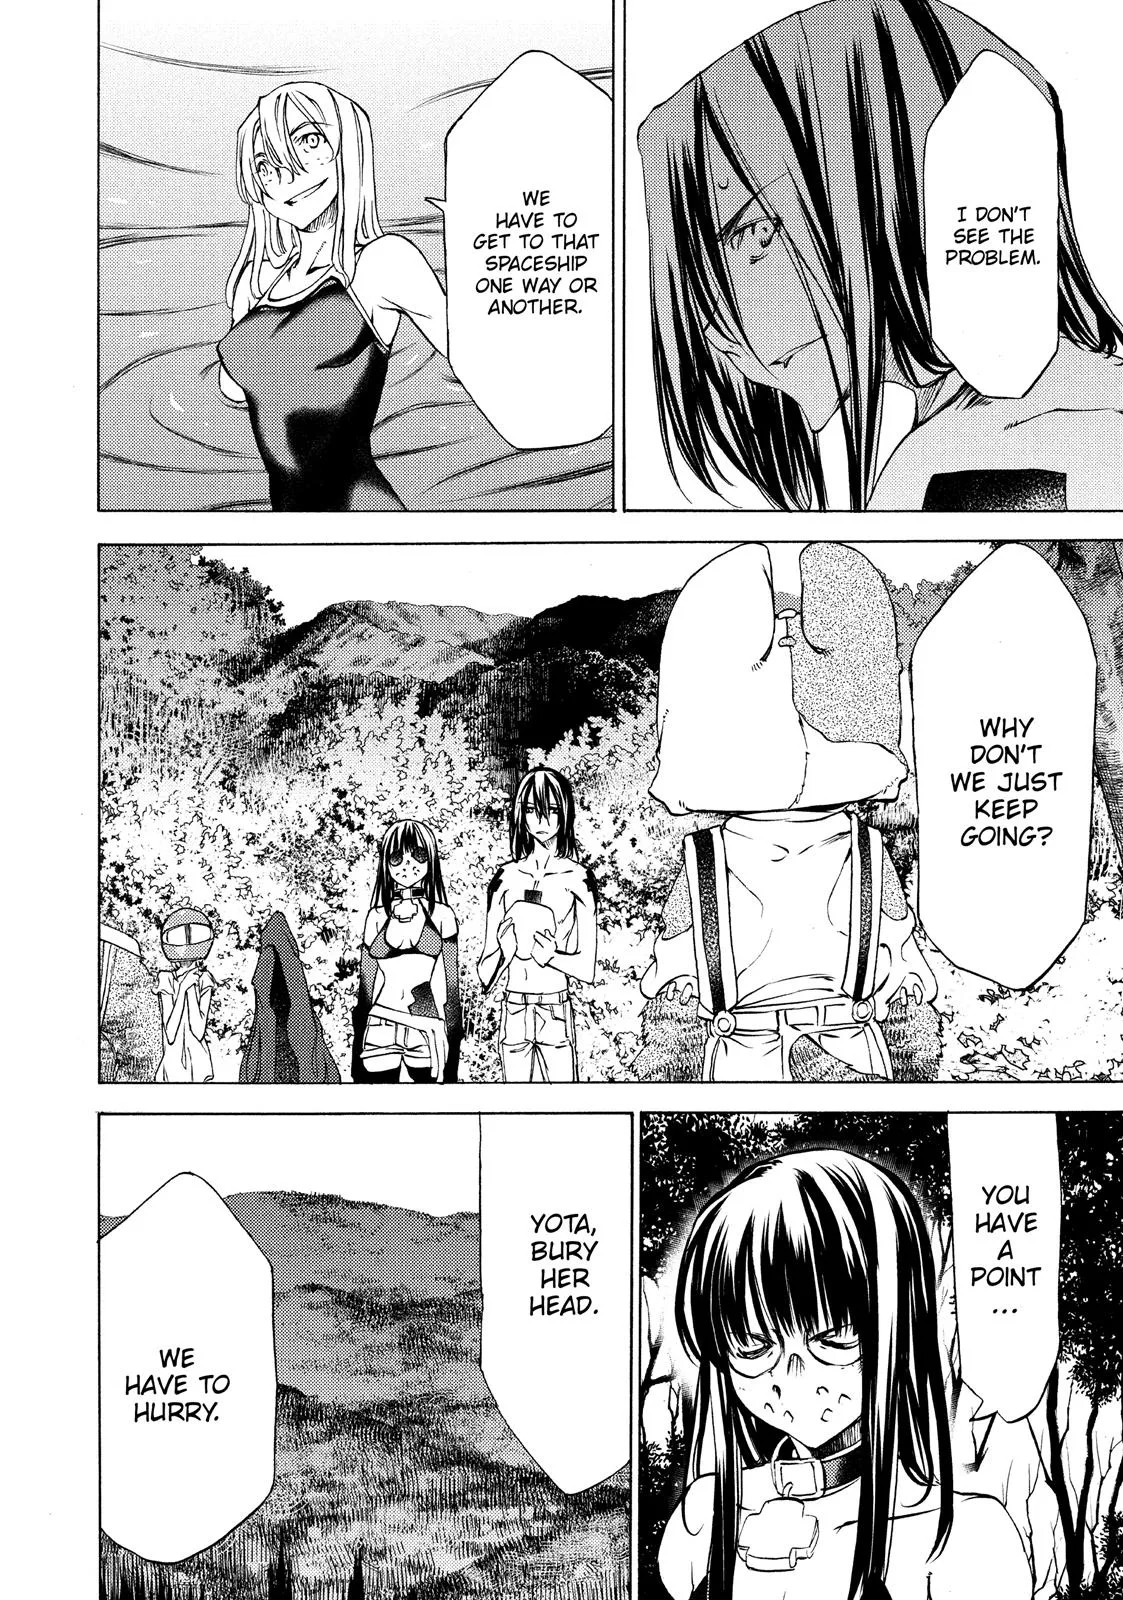 I DON'T
SEE THE
PROBLEM.
WE
HAVE TO
GET TO THAT
SPACESHIP
ONE WAY OR
ANOTHER.
WHY
DON'T
WE JUST
KEEP
GOING?
YOU
HAVE
A
POINT
...
YOTA,
BURY
HER
HEAD.
WE
HAVE TO
HURRY.